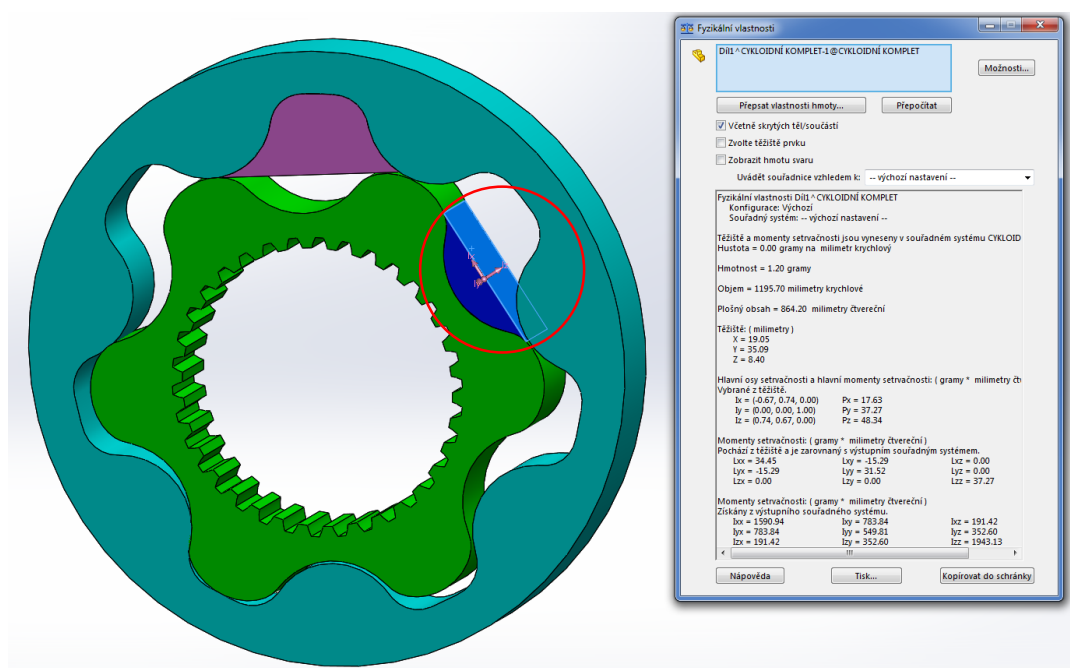 Fyzikální vlastnosti
Díl1^CYKLOIDNÍ KOMPLET-1@CYKLOIDNÍ KOMPLET
Možnosti...
Přepsat vlastnosti hmoty...
Přepočítat
Včetně skrytých těl/součástí
Zvolte těžiště prvku
Zobrazit hmotu svaru
Uvádět souřadnice vzhledem k: -- výchozí nastavení --
Fyzikální vlastnosti Díl1^CYKLOIDNÍ KOMPLET
Konfigurace: Výchozí
Souřadný systém: -- výchozí nastavení --
Těžiště a momenty setrvačnosti jsou vyneseny v souřadném systému CYKLOID
Hustota = 0.00 gramy na milimetr krychlový
Hmotnost = 1.20 gramy
Objem = 1195.70 milimetry krychlové
Plošný obsah = 864.20 milimetry čtvereční
Těžiště: ( milimetry )
X = 19.05
Y = 35.09
Z = 8.40
Hlavní osy setrvačnosti a hlavní momenty setrvačnosti: ( gramy * milimetry čt
Vybrané z těžiště.
Ix = (-0.67, 0.74, 0.00) Px = 17.63
Iy = (0.00, 0.00, 1.00) Py = 37.27
Iz = (0.74, 0.67, 0.00) Pz = 48.34
Momenty setrvačnosti: ( gramy * milimetry čtvereční )
Pochází z těžiště a je zarovnaný s výstupním souřadným systémem.
Lxx = 34.45 Lxy = -15.29 Lxz = 0.00
Lyx = -15.29 Lyy = 31.52 Lyz = 0.00
Lzx = 0.00 Lzy = 0.00 Lzz = 37.27
Momenty setrvačnosti: ( gramy * milimetry čtvereční )
Získány z výstupního souřadného systému.
Ixx = 1590.94 Ixy = 783.84 Ixz = 191.42
Iyx = 783.84 Iyy = 549.81 Iyz = 352.60
Izx = 191.42 Izy = 352.60 Izz = 1943.13
Nápověda
Tisk...
Kopírovat do schránky